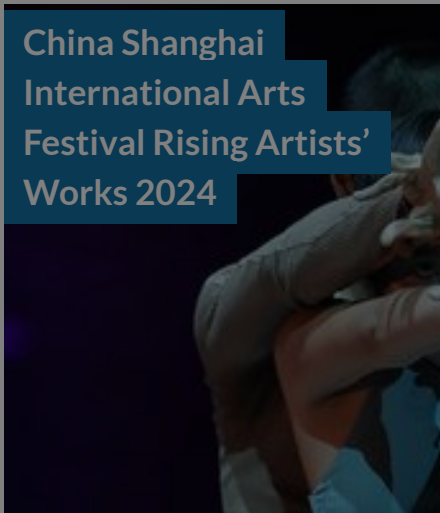 China Shanghai
International Arts
Festival Rising Artists’
Works 2024